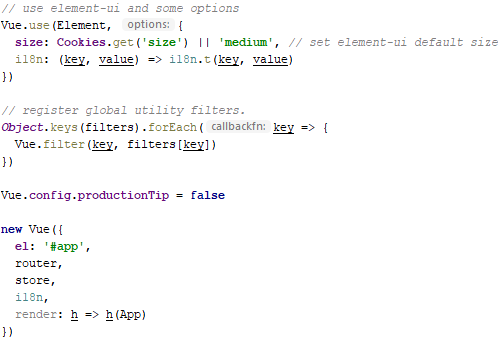 // use element-ui and some options
Vue.use(Element, options: {
size: Cookies.get('size') || 'medium', // set element-ui default size
i18n: (key, value) => i18n.t(key, value)
})
// register global utility filters.
Object.keys(filters).forEach( callbackfn: key => {
Vue.filter(key, filters[key])
})
Vue.config.productionTip = false
new Vue({
el: '#app',
router,
store,
i18n,
render: h => h(App)
})